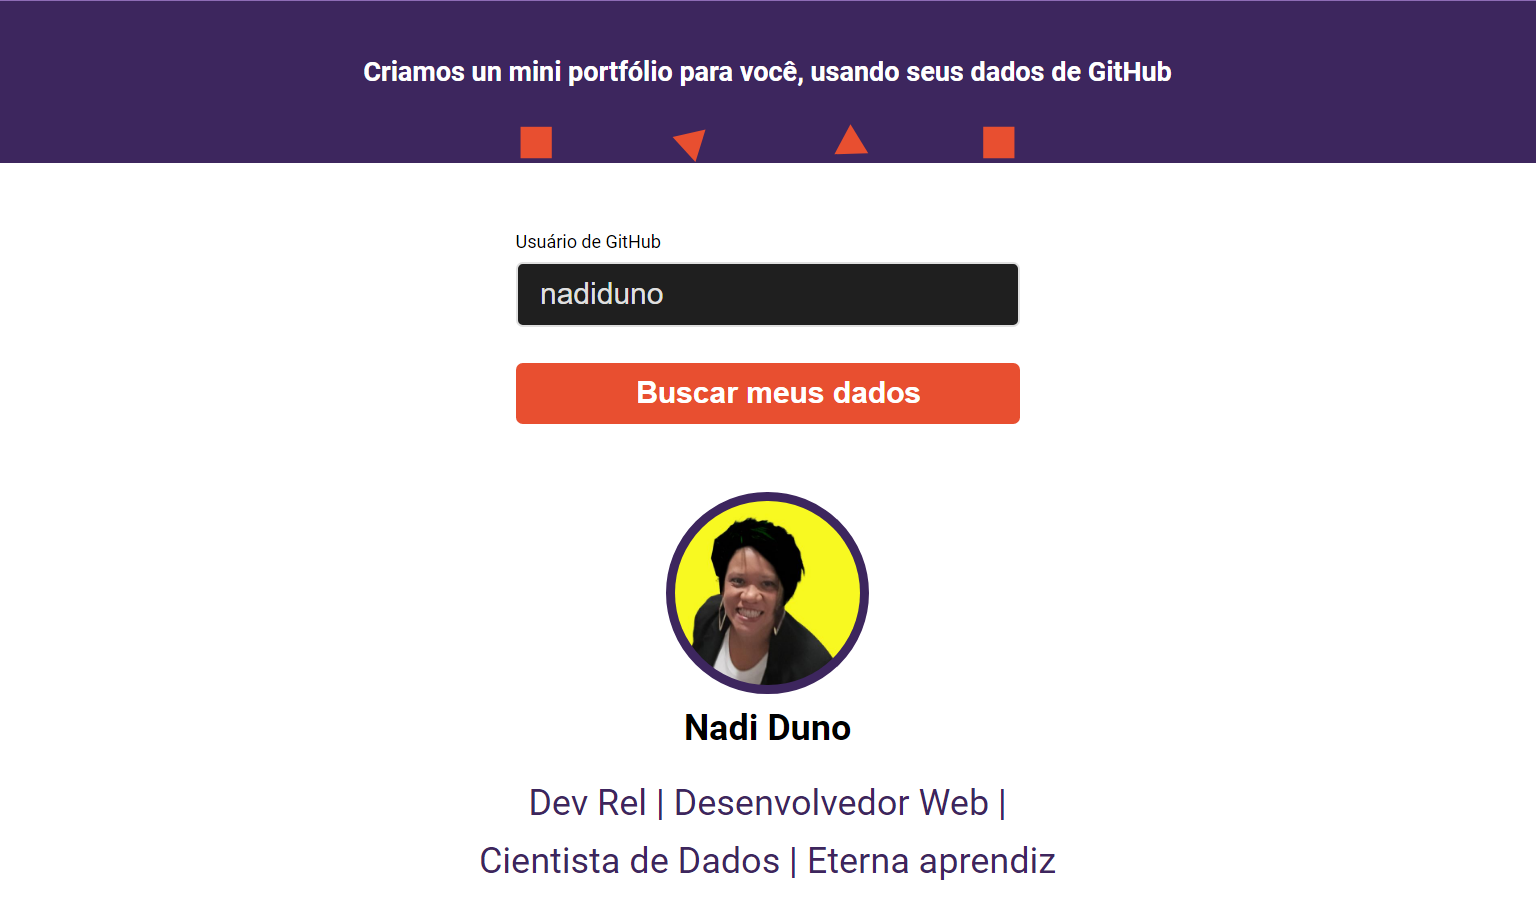 Criamos un mini portfólio para você, usando seus dados de GitHub
Usuário de GitHub
nadiduno
Buscar meus dados
Nadi Duno
Dev Rel | Desenvolvedor Web |
Cientista de Dados | Eterna aprendiz